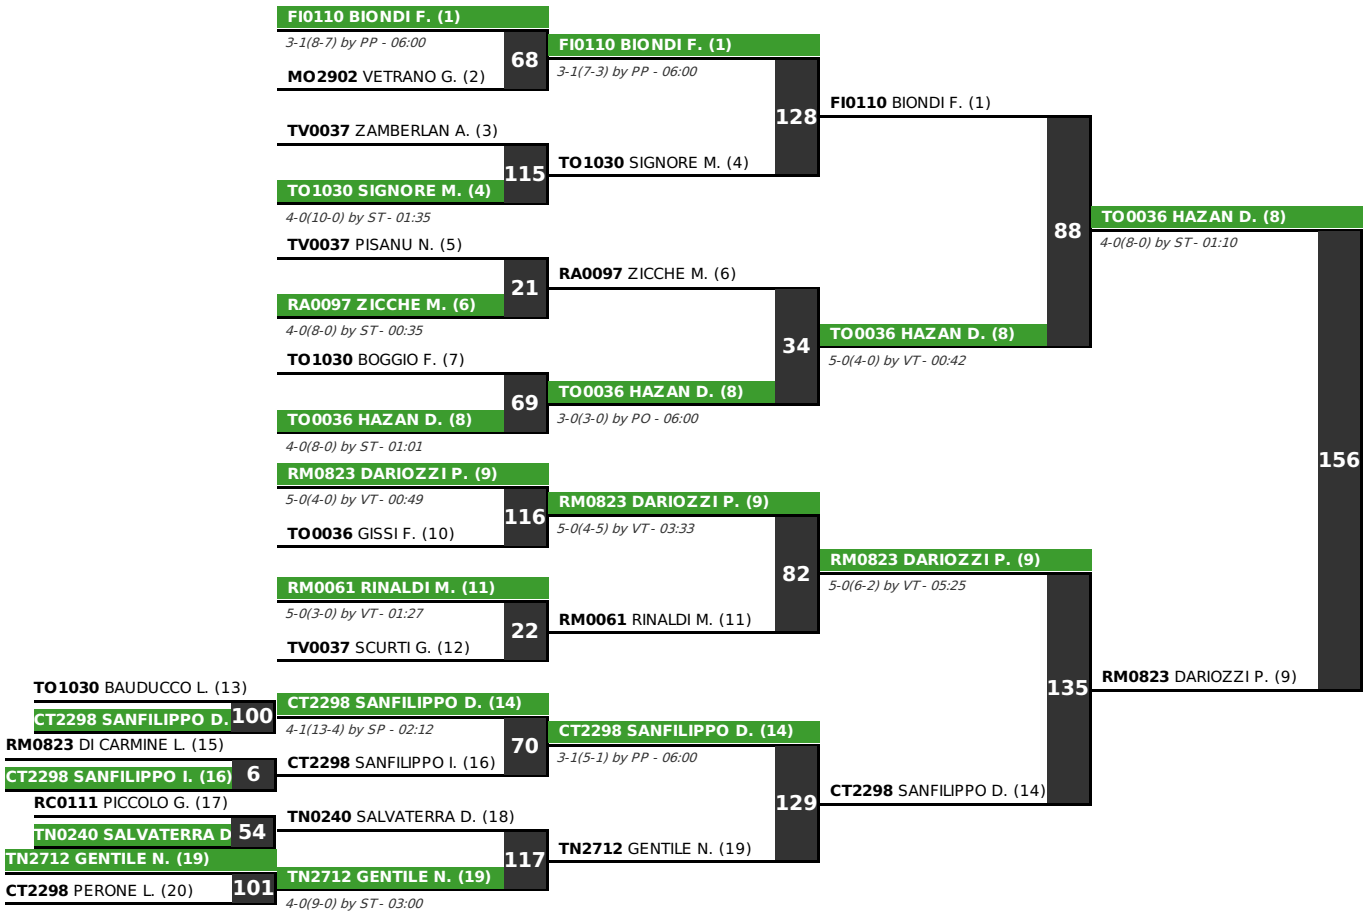 FI0110 BIONDI F. (1)
3-1(8-7) by PP - 06:00
MO2902 VETRANO G. (2)
68
TV0037 ZAMBERLAN A. (3)
115
TO1030 SIGNORE M. (4)
4-0(10-0) by ST - 01:35
TV0037 PISANU N. (5)
21
RA0097 ZICCHE M. (6)
4-0(8-0) by ST - 00:35
TO1030 BOGGIO F. (7)
69
TO0036 HAZAN D. (8)
4-0(8-0) by ST - 01:01
RM0823 DARIOZZI P. (9)
5-0(4-0) by VT - 00:49
116
TO0036 GISSI F. (10)
RM0061 RINALDI M. (11)
5-0(3-0) by VT - 01:27
22
TV0037 SCURTI G. (12)
TO1030 BAUDUCCO L. (13)
100
CT2298 SANFILIPPO D.
RM0823 DI CARMINE L. (15)
6
CT2298 SANFILIPPO I. (16)
RC0111 PICCOLO G. (17)
54
TN0240 SALVATERRA D
TN2712 GENTILE N. (19)
101
CT2298 PERONE L. (20)
CT2298 SANFILIPPO D. (14)
4-1(13-4) by SP - 02:12
70
CT2298 SANFILIPPO I. (16)
TN0240 SALVATERRA D. (18)
117
TN2712 GENTILE N. (19)
4-0(9-0) by ST - 03:00
FI0110 BIONDI F. (1)
3-1(7-3) by PP - 06:00
128
TO1030 SIGNORE M. (4)
RA0097 ZICCHE M. (6)
34
TO0036 HAZAN D. (8)
3-0(3-0) by PO - 06:00
RM0823 DARIOZZI P. (9)
5-0(4-5) by VT - 03:33
82
RM0061 RINALDI M. (11)
CT2298 SANFILIPPO D. (14)
3-1(5-1) by PP - 06:00
129
TN2712 GENTILE N. (19)
FI0110 BIONDI F. (1)
88
TO0036 HAZAN D. (8)
5-0(4-0) by VT - 00:42
RM0823 DARIOZZI P. (9)
5-0(6-2) by VT - 05:25
135
CT2298 SANFILIPPO D. (14)
TO0036 HAZAN D. (8)
4-0(8-0) by ST - 01:10
156
RM0823 DARIOZZI P. (9)